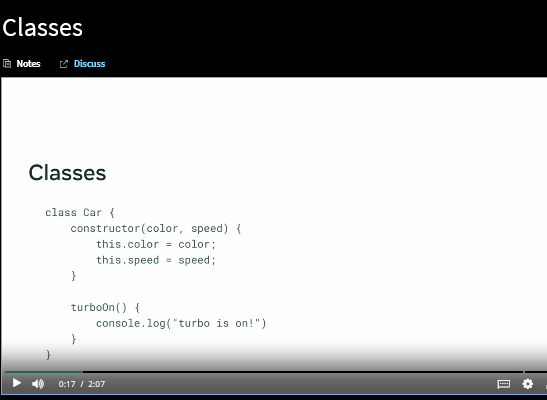 Classes
Notes Discuss
Classes
class Car {
constructor(color, speed) {
this.color = color;
this.speed = speed;
}
turboOn() {
console.log("turbo is on!")
}
}
0:17 / 2:07